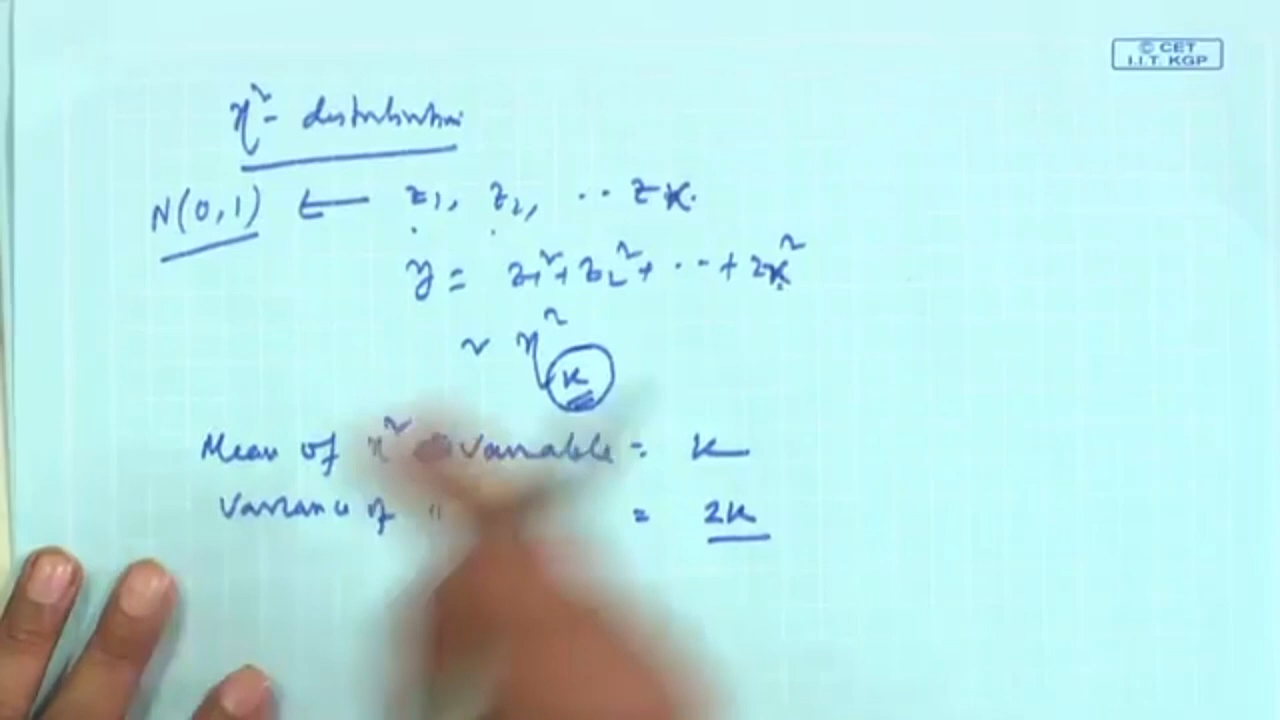 © CET
I.I.T. KGP
χ² - distribution
N(0,1) ← z1, z2, .. zk.
y = z1² + z2² + ... + zk²
~ χ²k
Mean of χ² variable = k
Variance of " = 2k